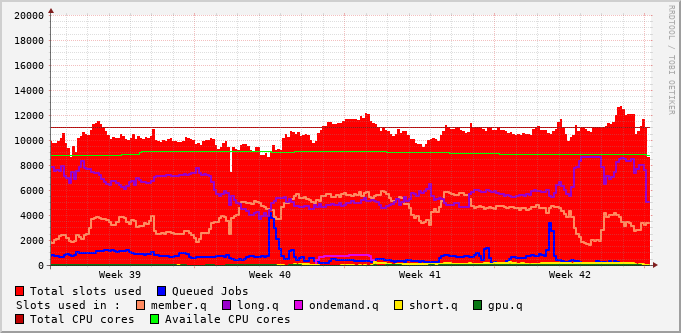 20000
18000
16000
14000
12000
10000
8000
6000
4000
2000
0
Week 39 Week 40 Week 41 Week 42
Total slots used Queued Jobs
Slots used in : member.q long.q ondemand.q short.q gpu.q
Total CPU cores Availale CPU cores
RRDTOOL / TOBI OETIKER